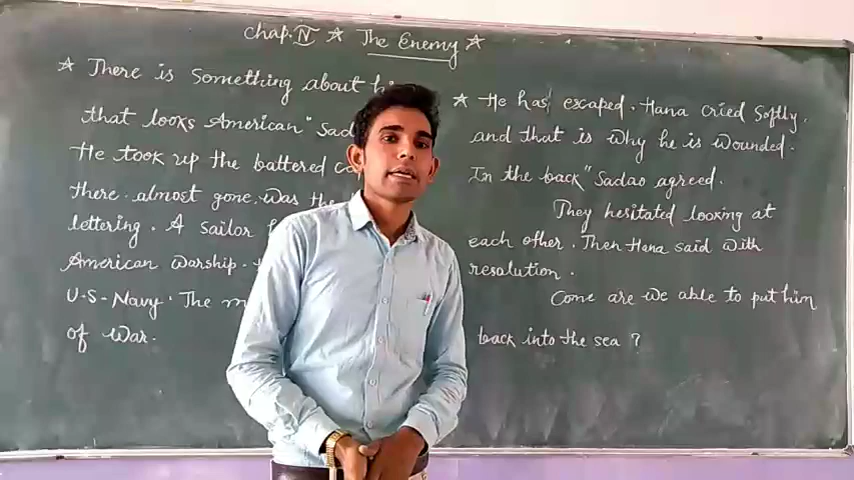 chap. IV ☆ The Enemy ☆
☆ There is Something about
that looks American" Sad
He took up the battered
there almost gone was the
lettering. A sailor
American warship.
U-S-Navy. The
of War.
☆ He has escaped. Hana cried Softly,
and that is why he is wounded.
In the back" Sadao agreed.
They hesitated looking at
each other. Then Hana said with
resolution.
Come are we able to put him
back into the sea ?